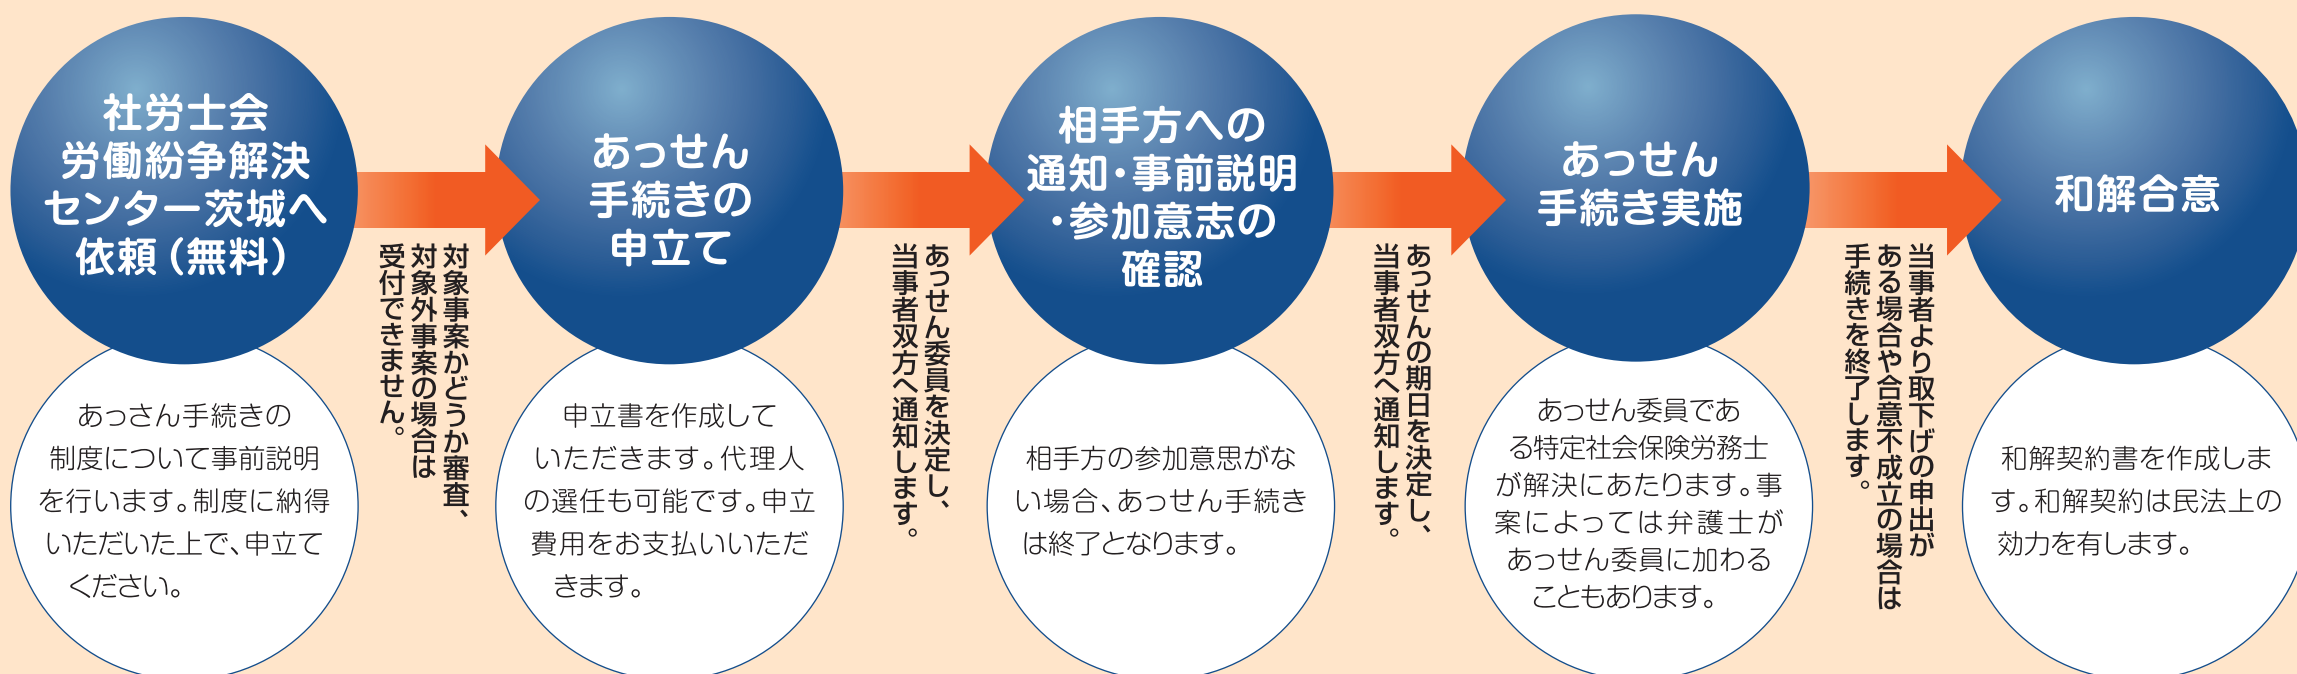 社労士会
労働紛争解決
センター茨城へ
依頼(無料)
あっさん手続きの
制度について事前説明
を行います。制度に納得
いただいた上で、申立て
ください。
対象事案かどうか審査、
対象外事案の場合は
受付できません。
あっせん
手続きの
申立て
申立書を作成して
いただきます。代理人
の選任も可能です。申立
費用をお支払いいただ
きます。
あっせん委員を決定し、
当事者双方へ通知します。
相手方への
通知・事前説明
・参加意志の
確認
相手方の参加意思がな
い場合、あっせん手続き
は終了となります。
あっせんの期日を決定し、
当事者双方へ通知します。
あっせん
手続き実施
あっせん委員であ
る特定社会保険労務士
が解決にあたります。事
案によっては弁護士が
あっせん委員に加わる
こともあります。
当事者より取下げの申出が
ある場合や合意不成立の場合は
手続きを終了します。
和解合意
和解契約書を作成しま
す。和解契約は民法上の
効力を有します。